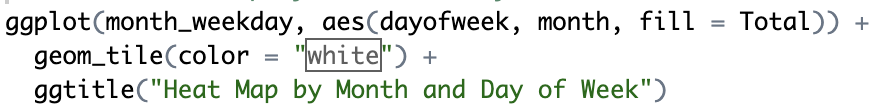 ggplot(month_weekday, aes(dayofweek, month, fill = Total)) +
  geom_tile(color = "white") +
  ggtitle("Heat Map by Month and Day of Week")